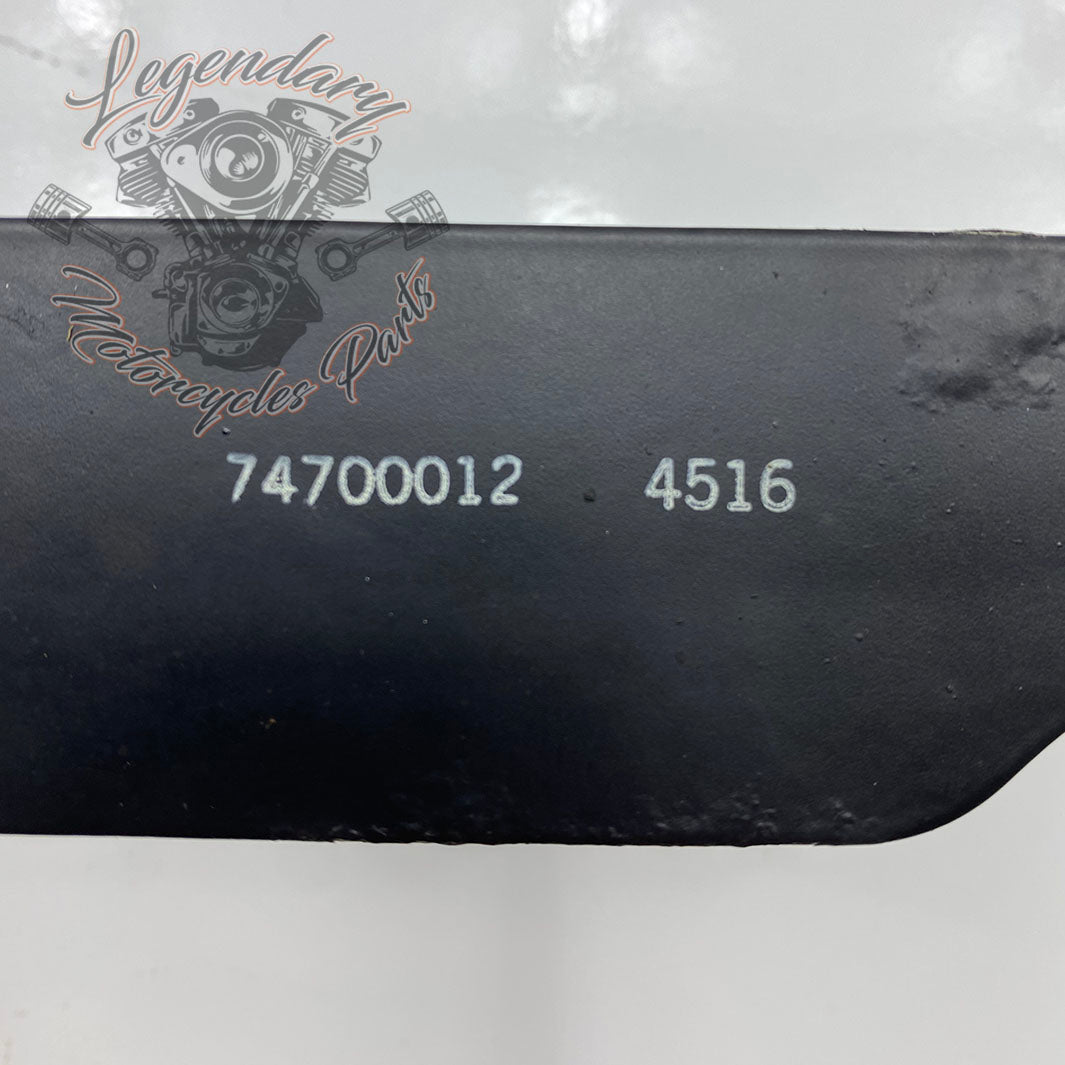 Legendary
Motorcycles Parts
74700012 4516